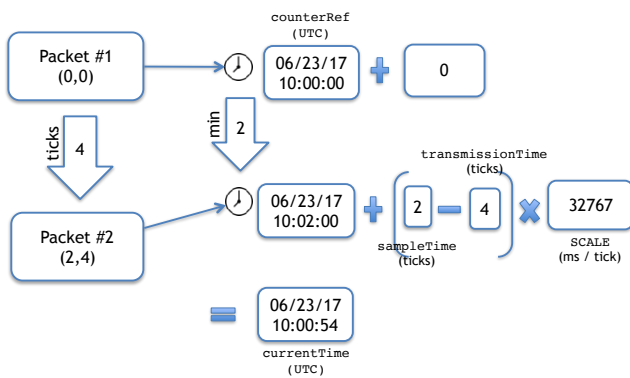 counterRef
(UTC)
Packet #1
(0,0)
06/23/17
10:00:00
0
ticks
4
min
2
transmissionTime
(ticks)
Packet #2
(2,4)
06/23/17
10:02:00
2
4
32767
sampleTime
(ticks)
SCALE
(ms / tick)
06/23/17
10:00:54
currentTime
(UTC)